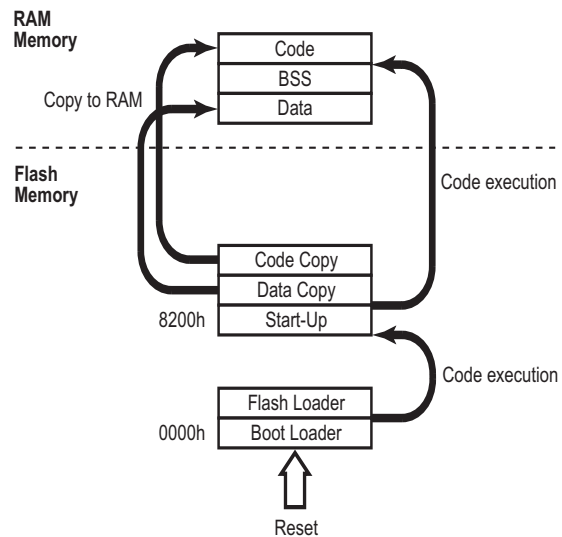 RAM
Memory
Code
BSS
Data
Copy to RAM
Flash
Memory
Code execution
Code Copy
Data Copy
8200h
Start-Up
Code execution
Flash Loader
0000h
Boot Loader
Reset